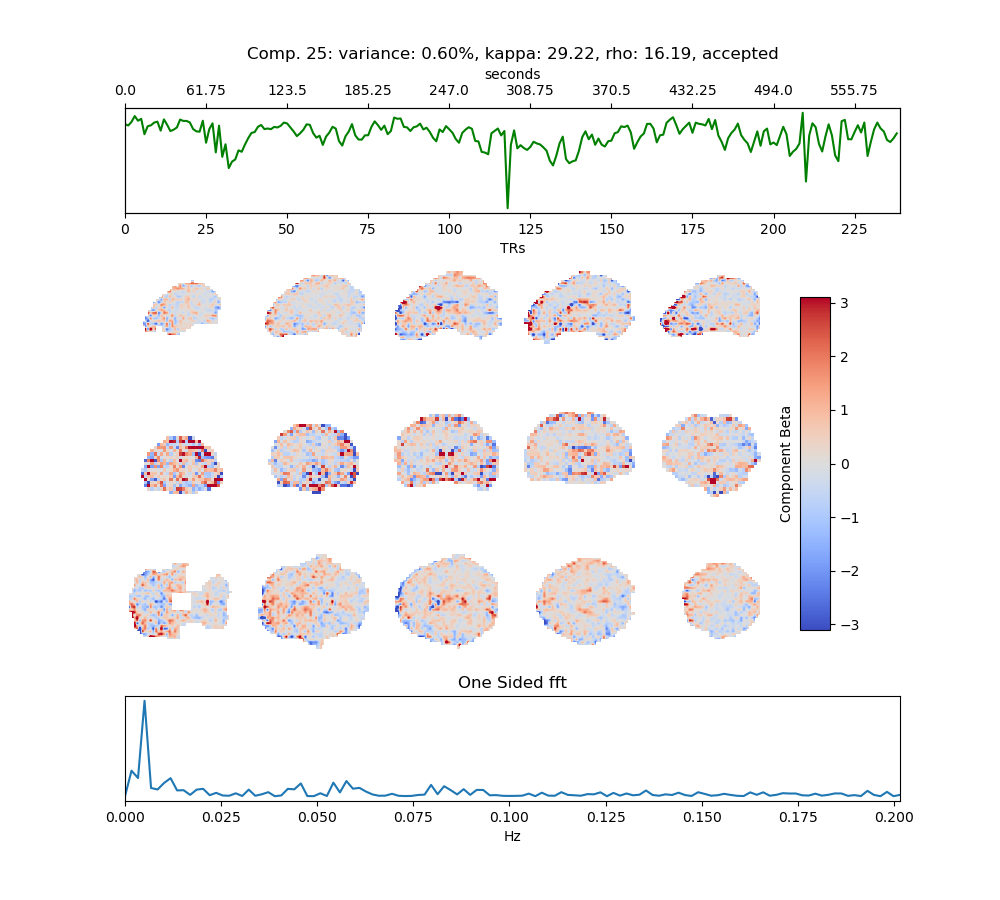 Comp. 25: variance: 0.60%, kappa: 29.22, rho: 16.19, accepted
seconds
0.0 61.75 123.5 185.25 247.0 308.75 370.5 432.25 494.0 555.75
0 25 50 75 100 125 150 175 200 225
TRs
3
2
1
0
−1
−2
−3
Component Beta
One Sided fft
0.000 0.025 0.050 0.075 0.100 0.125 0.150 0.175 0.200
Hz